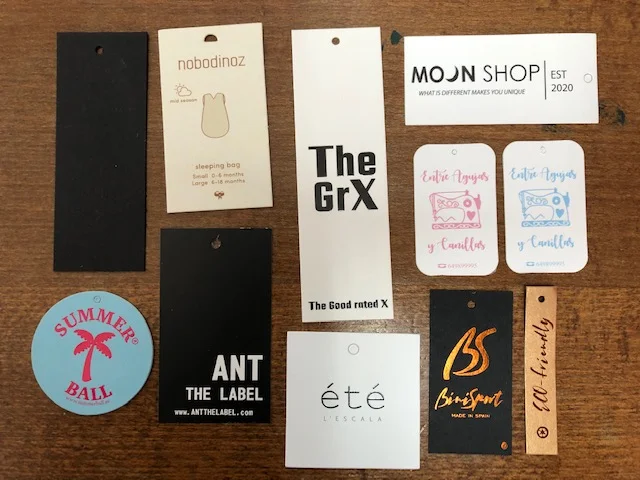 nobodinoz
mid season
sleeping bag
Small 0-6 months
Large 6-18 months
The
GrX
The Good rated X
MOON SHOP
WHAT IS DIFFERENT MAKES YOU UNIQUE
EST
2020
Entre Agujas
y Canillas
Entre Agujas
y Canillas
SUMMER®
BALL
ANT
THE LABEL
www.ANTTHELABEL.com
été
L'ESCALA
BS
BiniSport
MADE IN SPAIN
ECO-friendly